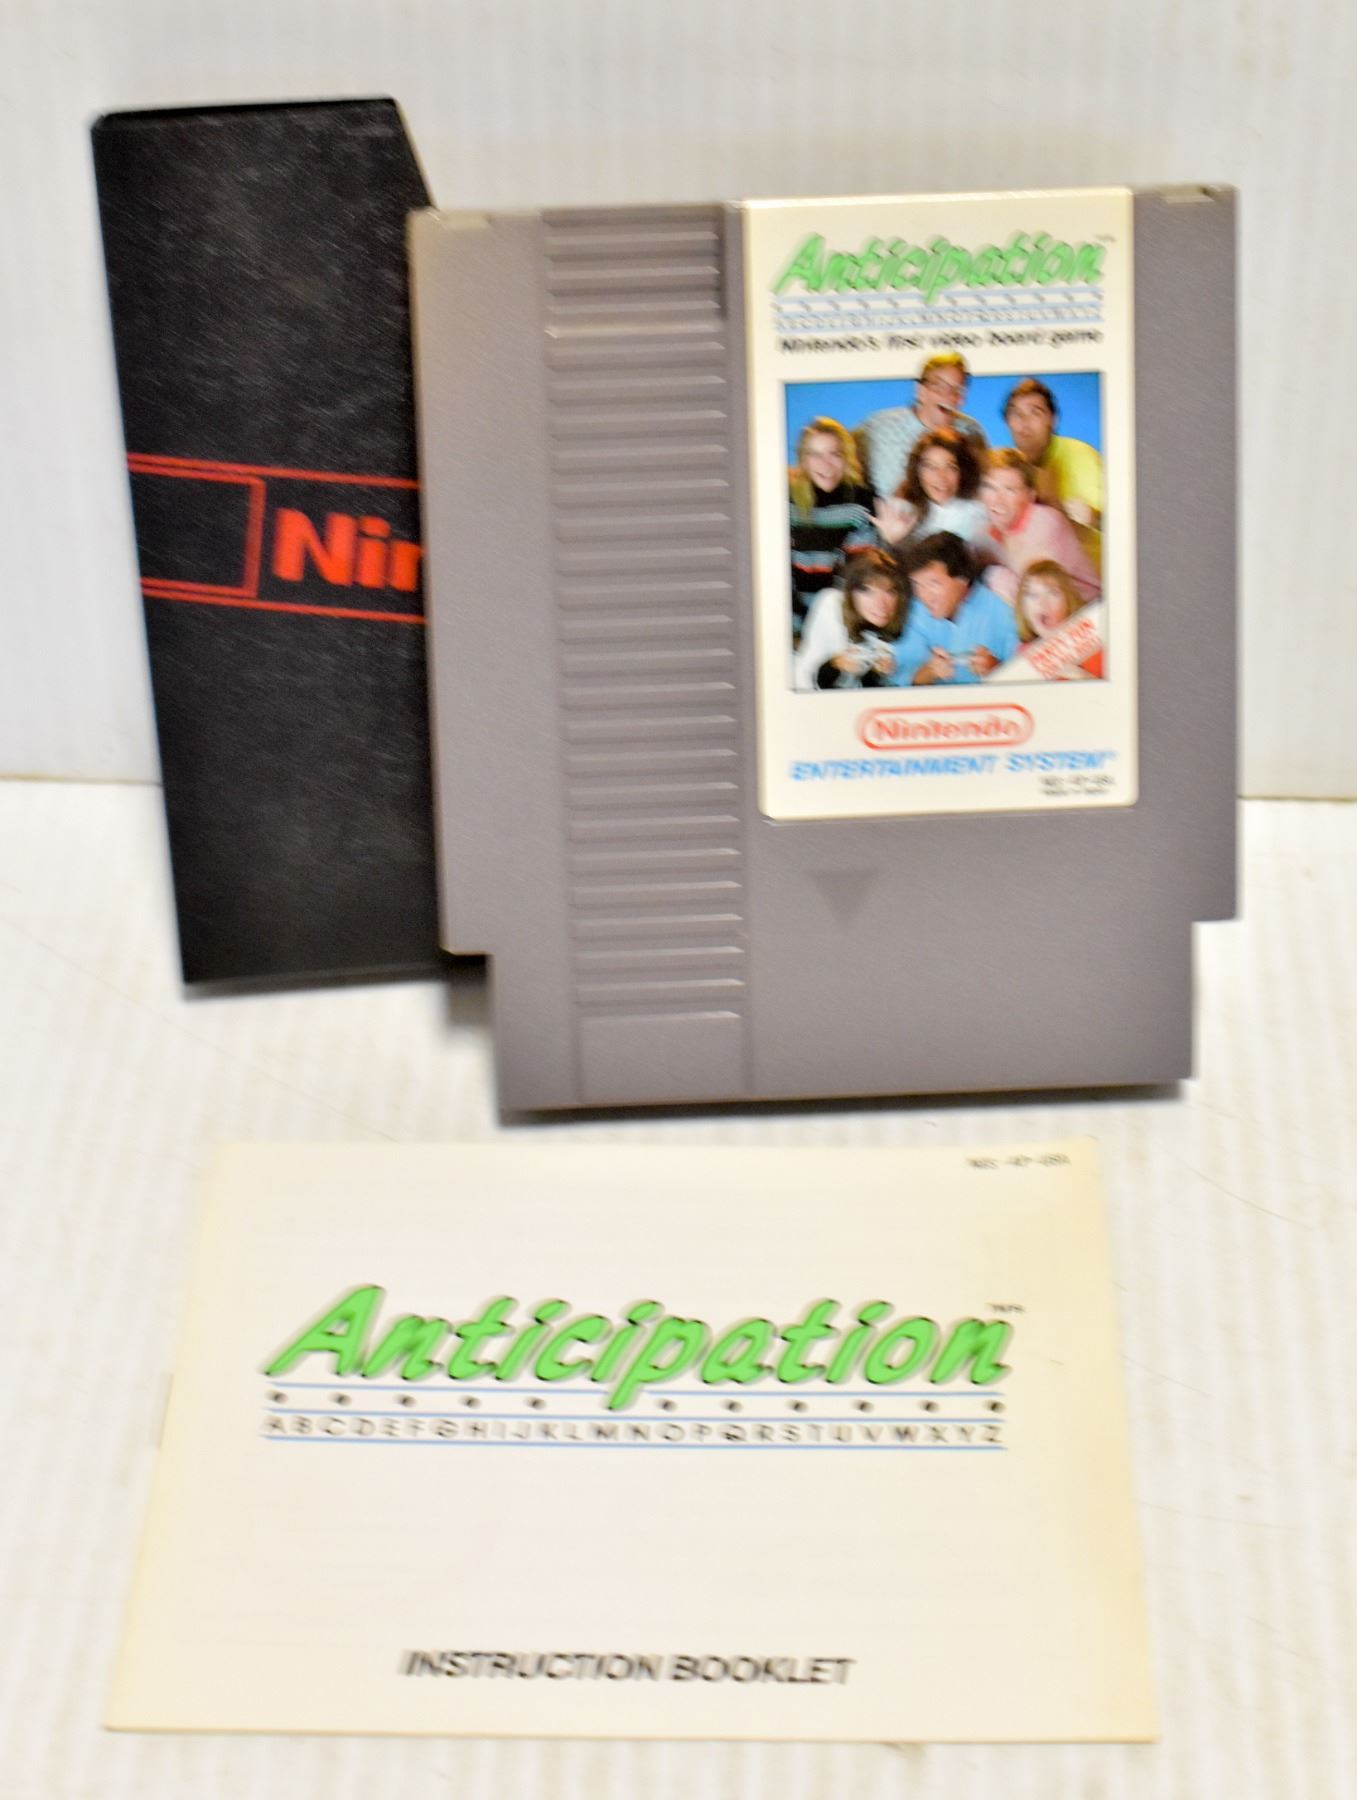 Nin
Anticipation
Nintendo's first video board game
Nintendo
ENTERTAINMENT SYSTEM
Anticipation
ABCDEFGHIJKLMNOPQRSTUVWXYZ
INSTRUCTION BOOKLET